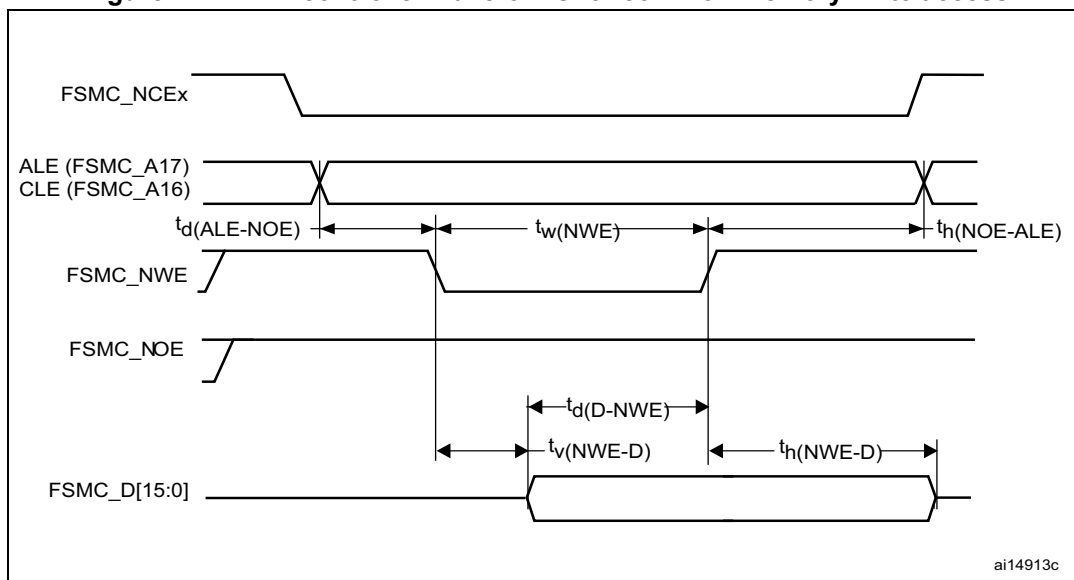 FSMC_NCEx
ALE (FSMC_A17)
CLE (FSMC_A16)
td(ALE-NOE)
tw(NWE)
th(NOE-ALE)
FSMC_NWE
FSMC_NOE
td(D-NWE)
tv(NWE-D)
th(NWE-D)
FSMC_D[15:0]
ai14913c